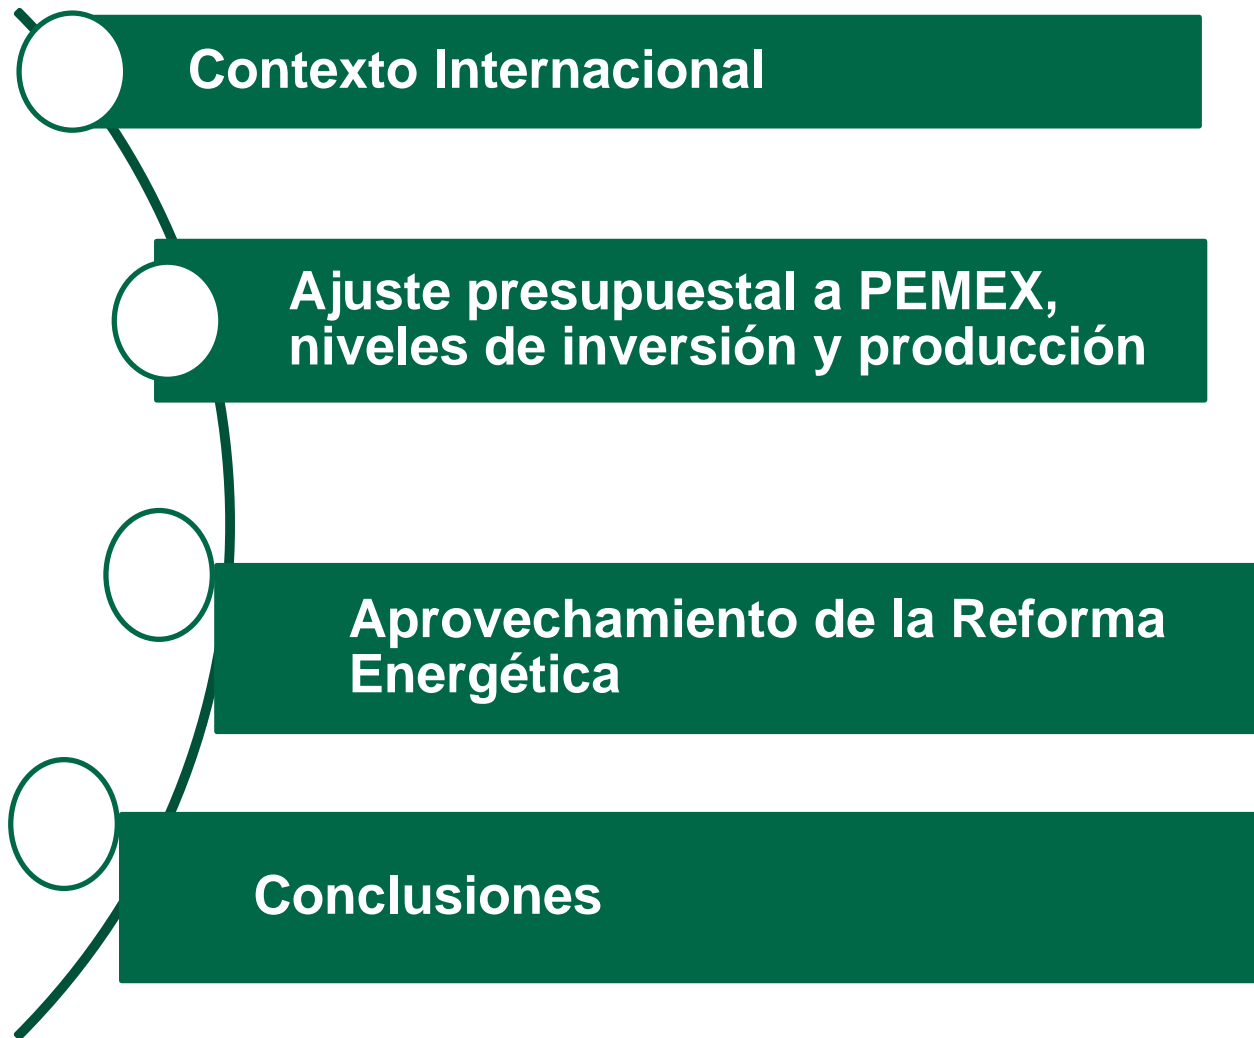 Contexto Internacional
Ajuste presupuestal a PEMEX,
niveles de inversión y producción
Aprovechamiento de la Reforma
Energética
Conclusiones